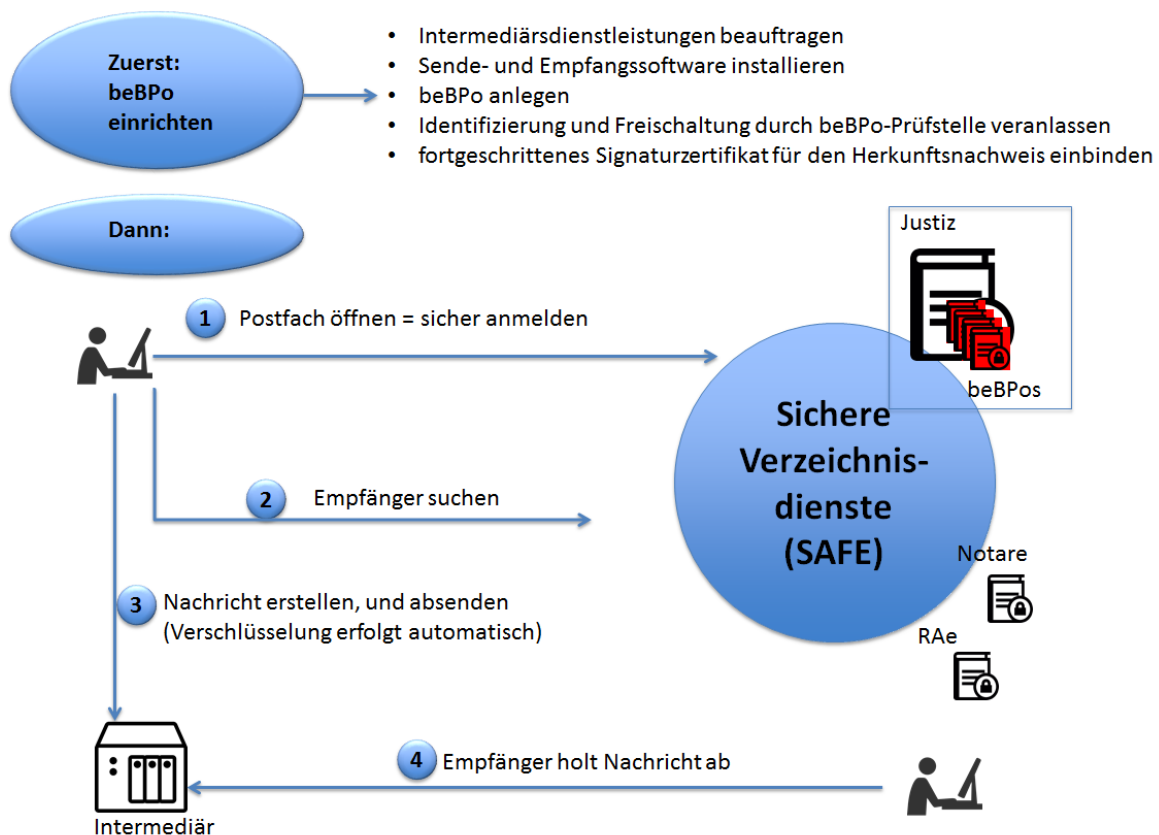 Zuerst:
beBPo
einrichten
• Intermediärsdienstleistungen beauftragen
• Sende- und Empfangssoftware installieren
• beBPo anlegen
• Identifizierung und Freischaltung durch beBPo-Prüfstelle veranlassen
• fortgeschrittenes Signaturzertifikat für den Herkunftsnachweis einbinden
Dann:
Justiz
beBPos
1 Postfach öffnen = sicher anmelden
Sichere
Verzeichnis-
dienste
(SAFE)
2 Empfänger suchen
Notare
RAe
3 Nachricht erstellen, und absenden
(Verschlüsselung erfolgt automatisch)
4 Empfänger holt Nachricht ab
Intermediär